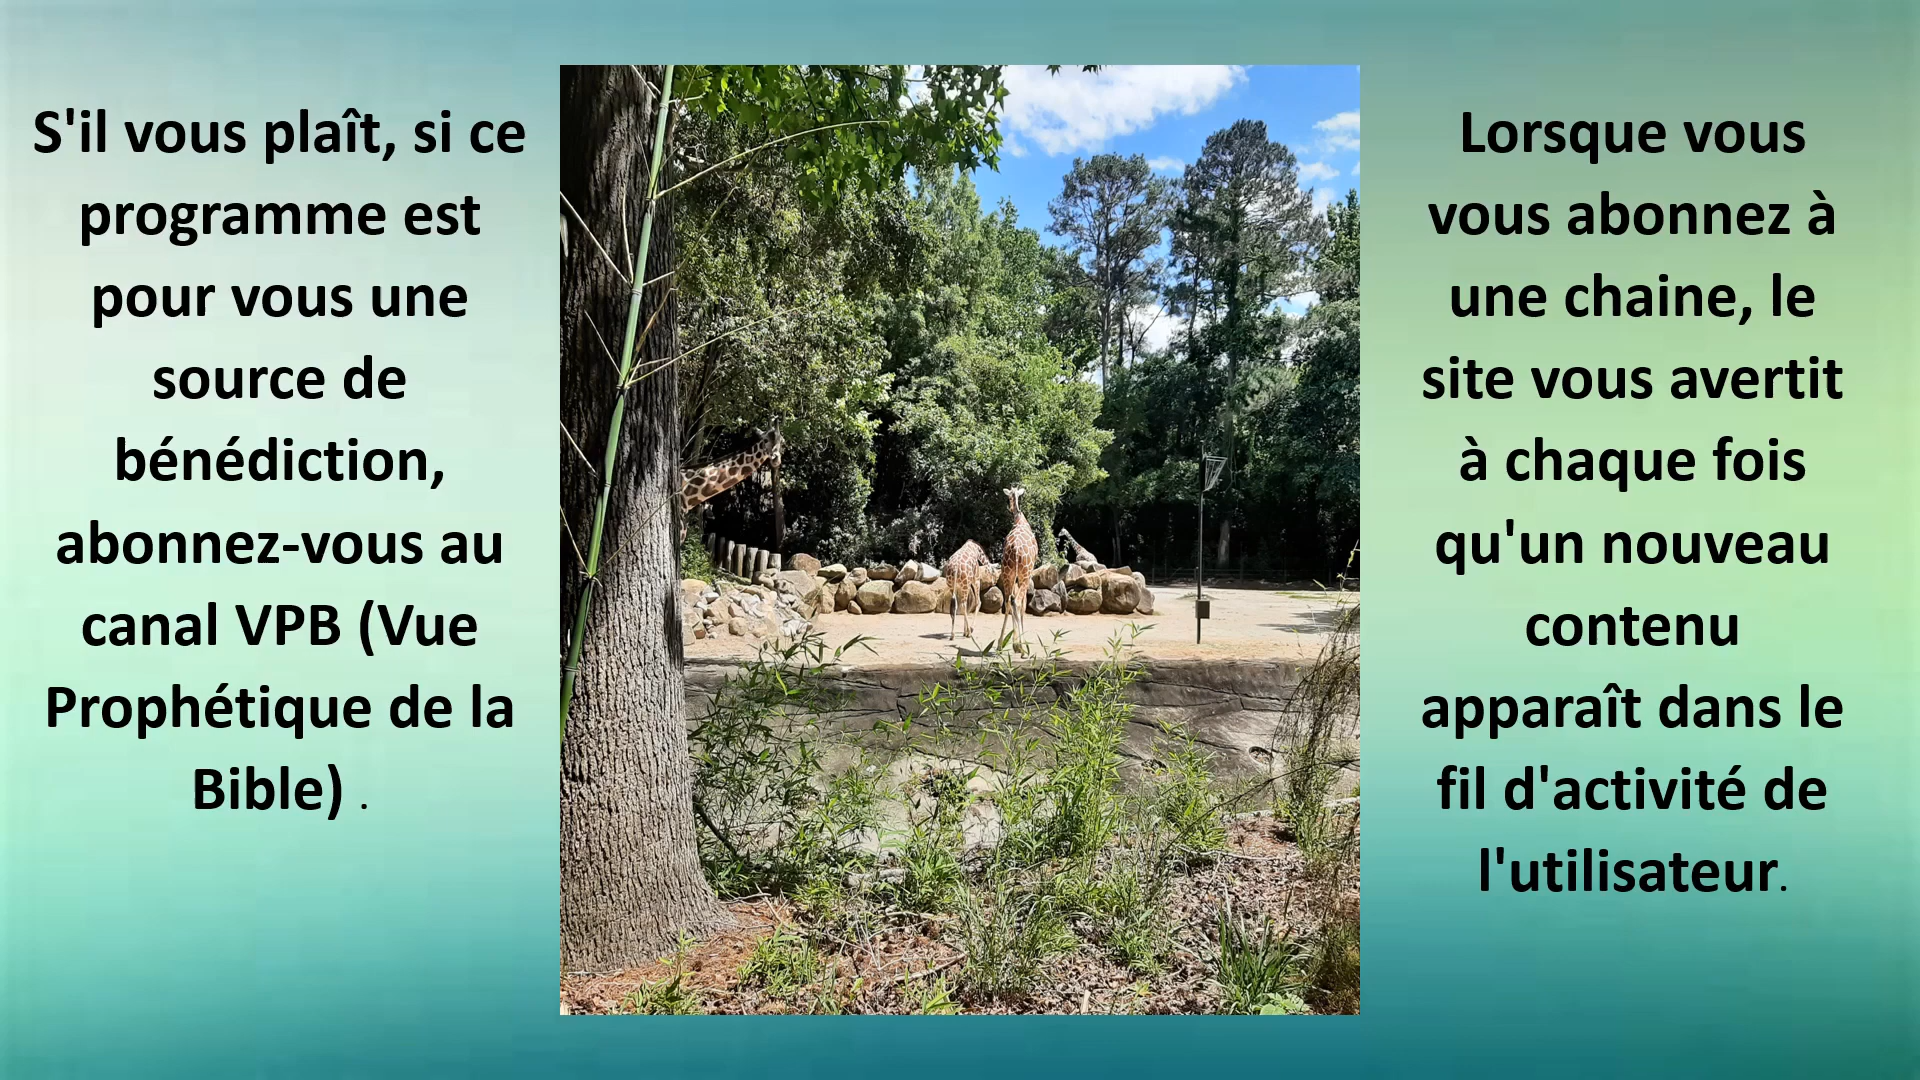 S'il vous plaît, si ce
programme est
pour vous une
source de
bénédiction,
abonnez-vous au
canal VPB (Vue
Prophétique de la
Bible) .
Lorsque vous
vous abonnez à
une chaine, le
site vous avertit
à chaque fois
qu'un nouveau
contenu
apparaît dans le
fil d'activité de
l'utilisateur.